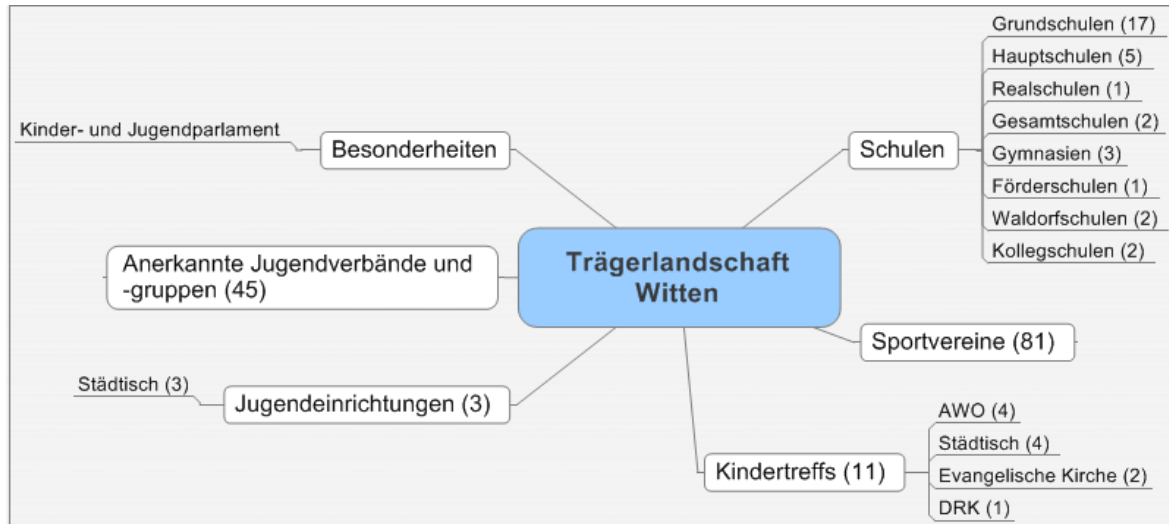 Trägerlandschaft
Witten
Besonderheiten
Kinder- und Jugendparlament
Anerkannte Jugendverbände und
-gruppen (45)
Jugendeinrichtungen (3)
Städtisch (3)
Schulen
Grundschulen (17)
Hauptschulen (5)
Realschulen (1)
Gesamtschulen (2)
Gymnasien (3)
Förderschulen (1)
Waldorfschulen (2)
Kollegschulen (2)
Sportvereine (81)
Kindertreffs (11)
AWO (4)
Städtisch (4)
Evangelische Kirche (2)
DRK (1)